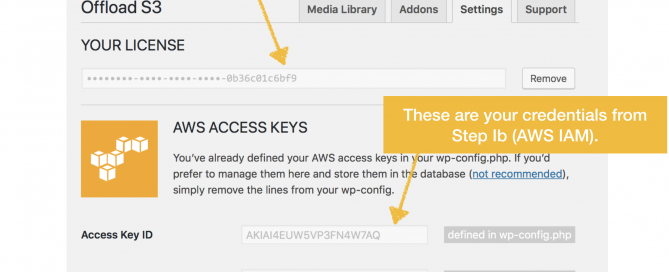 Offload S3
Media Library Addons Settings Support
YOUR LICENSE
••••••••-••••-••••-••••-0b36c01c6bf9 Remove
These are your credentials from
Step Ib (AWS IAM).
AWS ACCESS KEYS
You've already defined your AWS access keys in your wp-config.php. If you'd
prefer to manage them here and store them in the database (not recommended),
simply remove the lines from your wp-config.
Access Key ID AKIAI4EUW5VP3FN4W7AQ defined in wp-config.php